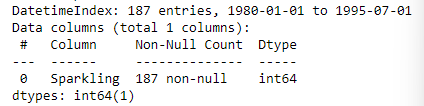 DatetimeIndex: 187 entries, 1980-01-01 to 1995-07-01
Data columns (total 1 columns):
 #   Column     Non-Null Count  Dtype
---  ------     --------------  -----
 0   Sparkling  187 non-null    int64
dtypes: int64(1)